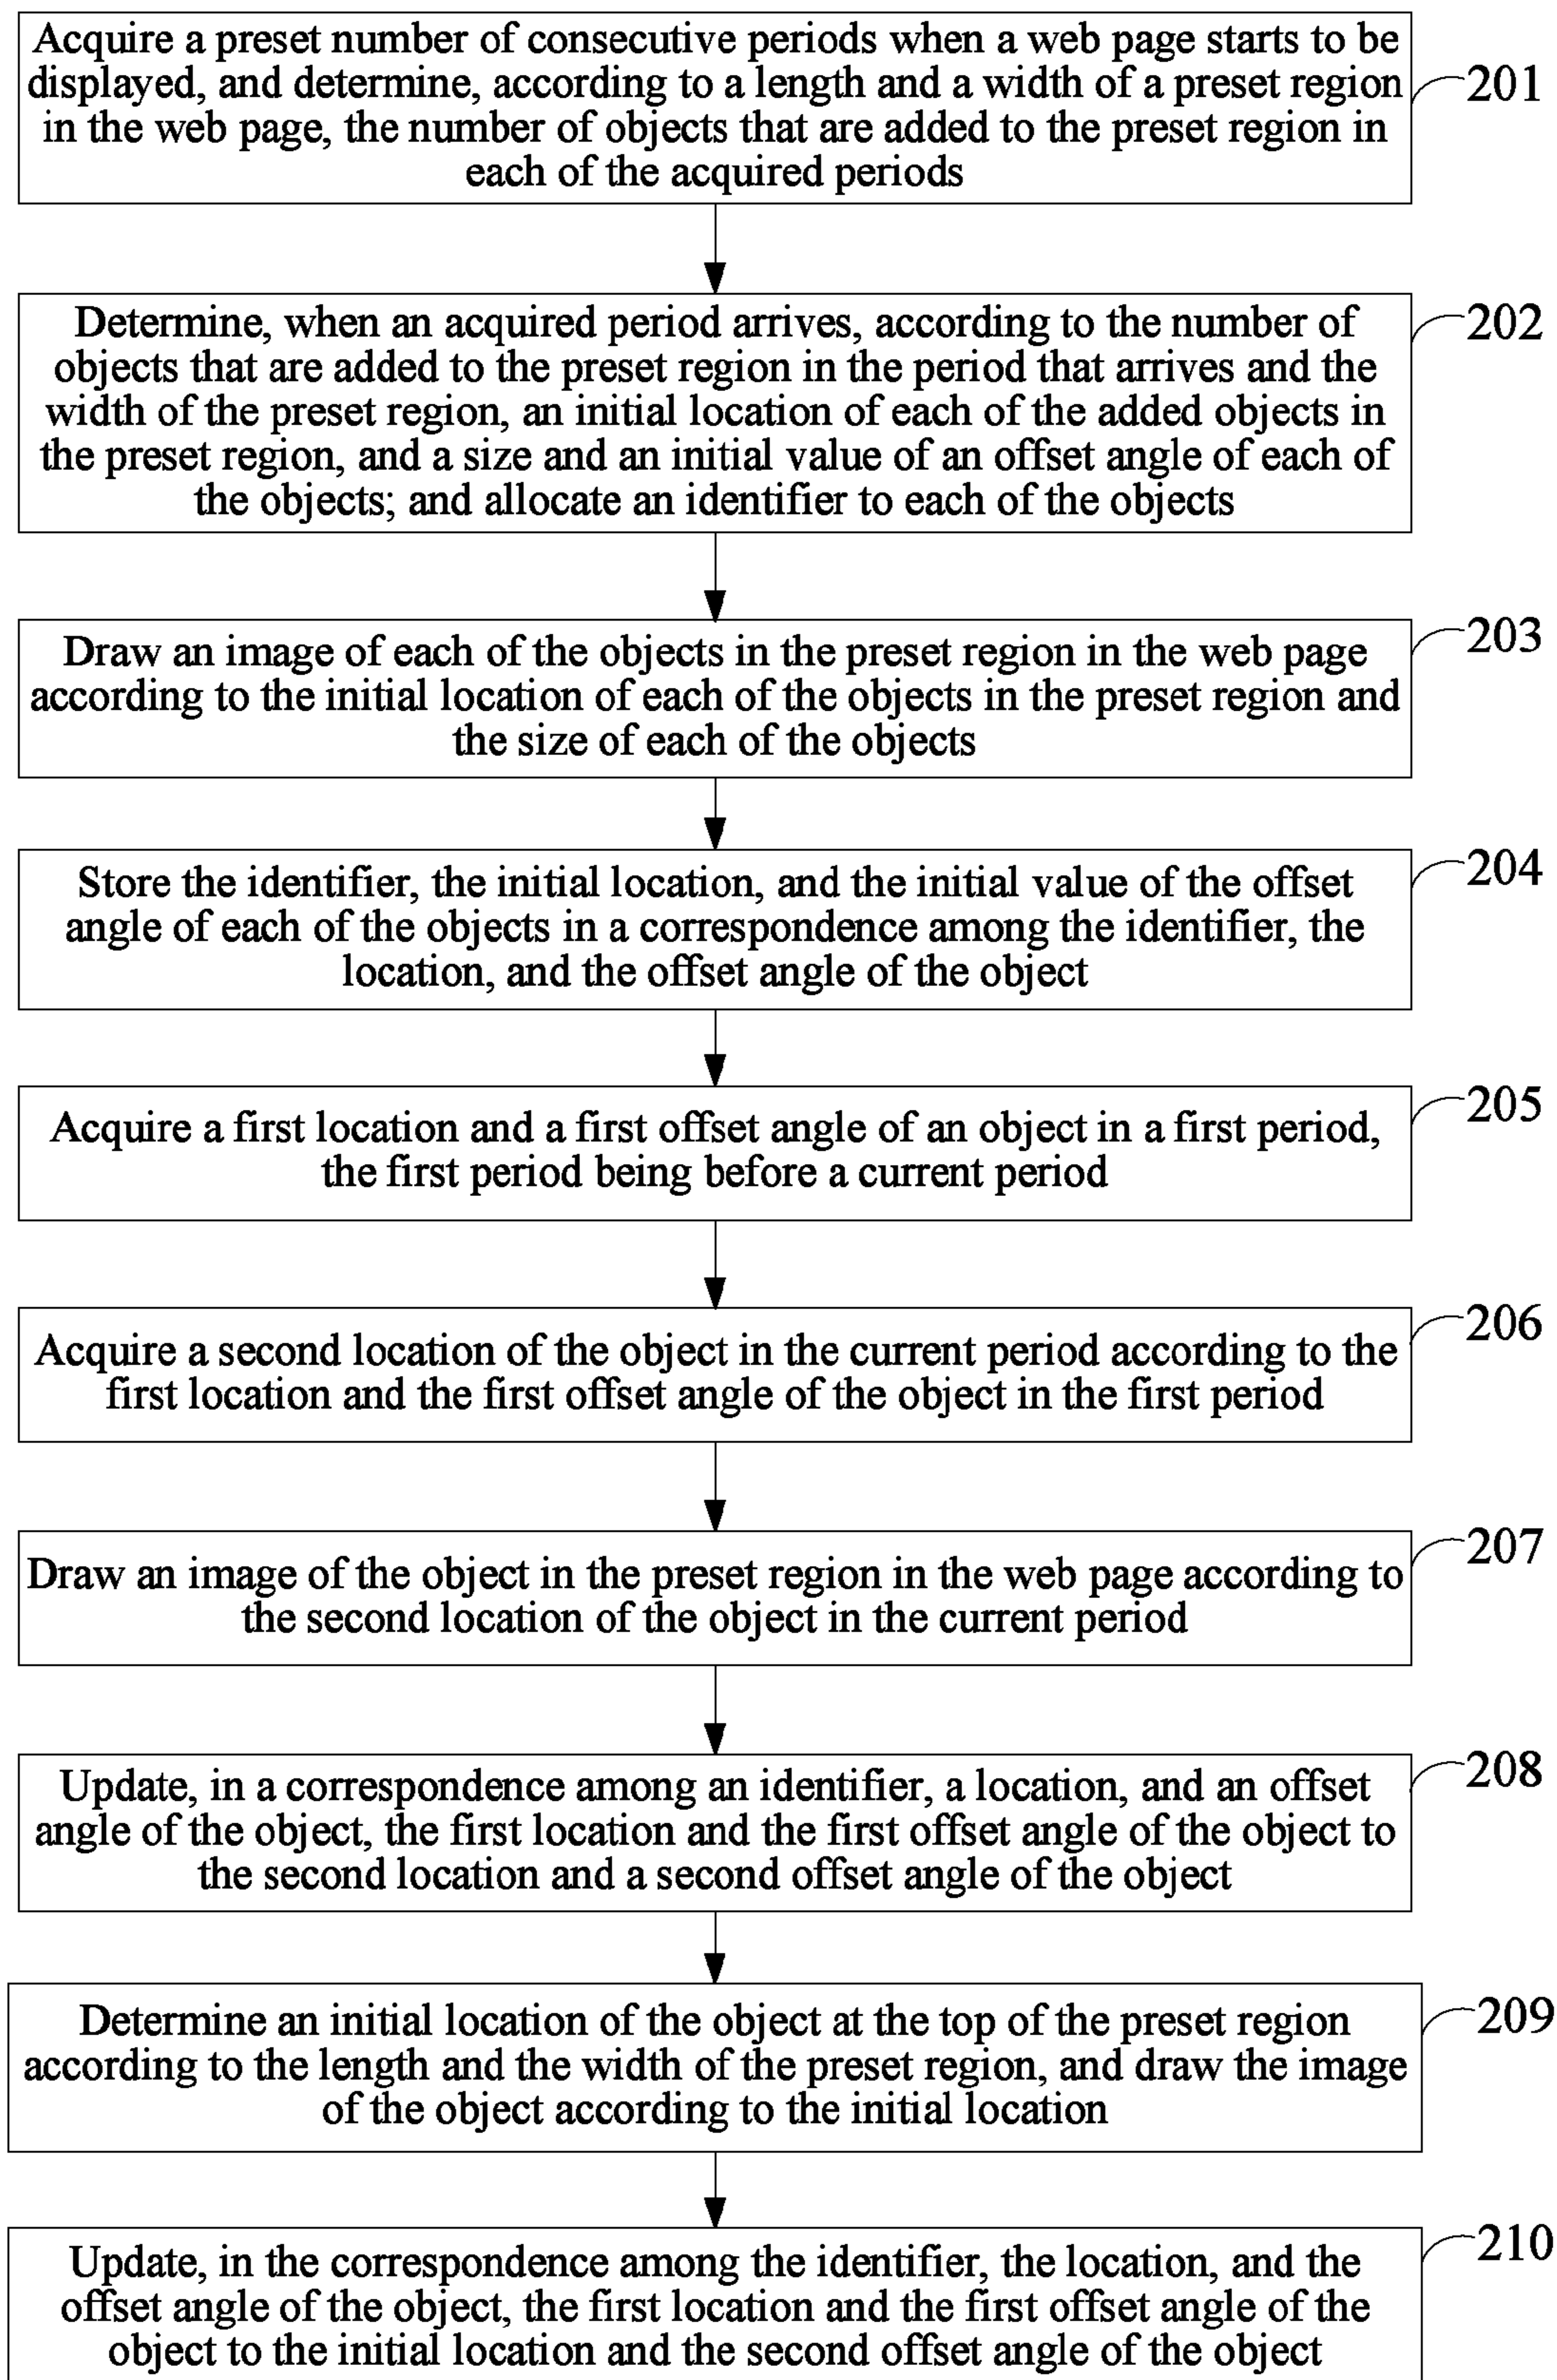 Acquire a preset number of consecutive periods when a web page starts to be
displayed, and determine, according to a length and a width of a preset region
in the web page, the number of objects that are added to the preset region in
each of the acquired periods
201
Determine, when an acquired period arrives, according to the number of
objects that are added to the preset region in the period that arrives and the
width of the preset region, an initial location of each of the added objects in
the preset region, and a size and an initial value of an offset angle of each of
the objects; and allocate an identifier to each of the objects
202
Draw an image of each of the objects in the preset region in the web page
according to the initial location of each of the objects in the preset region and
the size of each of the objects
203
Store the identifier, the initial location, and the initial value of the offset
angle of each of the objects in a correspondence among the identifier, the
location, and the offset angle of the object
204
Acquire a first location and a first offset angle of an object in a first period,
the first period being before a current period
205
Acquire a second location of the object in the current period according to the
first location and the first offset angle of the object in the first period
206
Draw an image of the object in the preset region in the web page according to
the second location of the object in the current period
207
Update, in a correspondence among an identifier, a location, and an offset
angle of the object, the first location and the first offset angle of the object to
the second location and a second offset angle of the object
208
Determine an initial location of the object at the top of the preset region
according to the length and the width of the preset region, and draw the image
of the object according to the initial location
209
Update, in the correspondence among the identifier, the location, and the
offset angle of the object, the first location and the first offset angle of the
object to the initial location and the second offset angle of the object
210